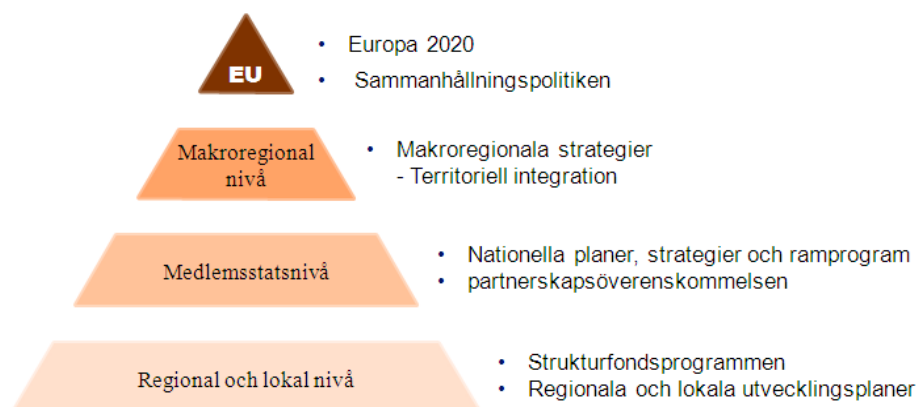 EU
• Europa 2020
• Sammanhållningspolitiken
Makroregional
nivå
• Makroregionala strategier
- Territoriell integration
Medlemsstatsnivå
• Nationella planer, strategier och ramprogram
• partnerskapsöverenskommelsen
Regional och lokal nivå
• Strukturfondsprogrammen
• Regionala och lokala utvecklingsplaner